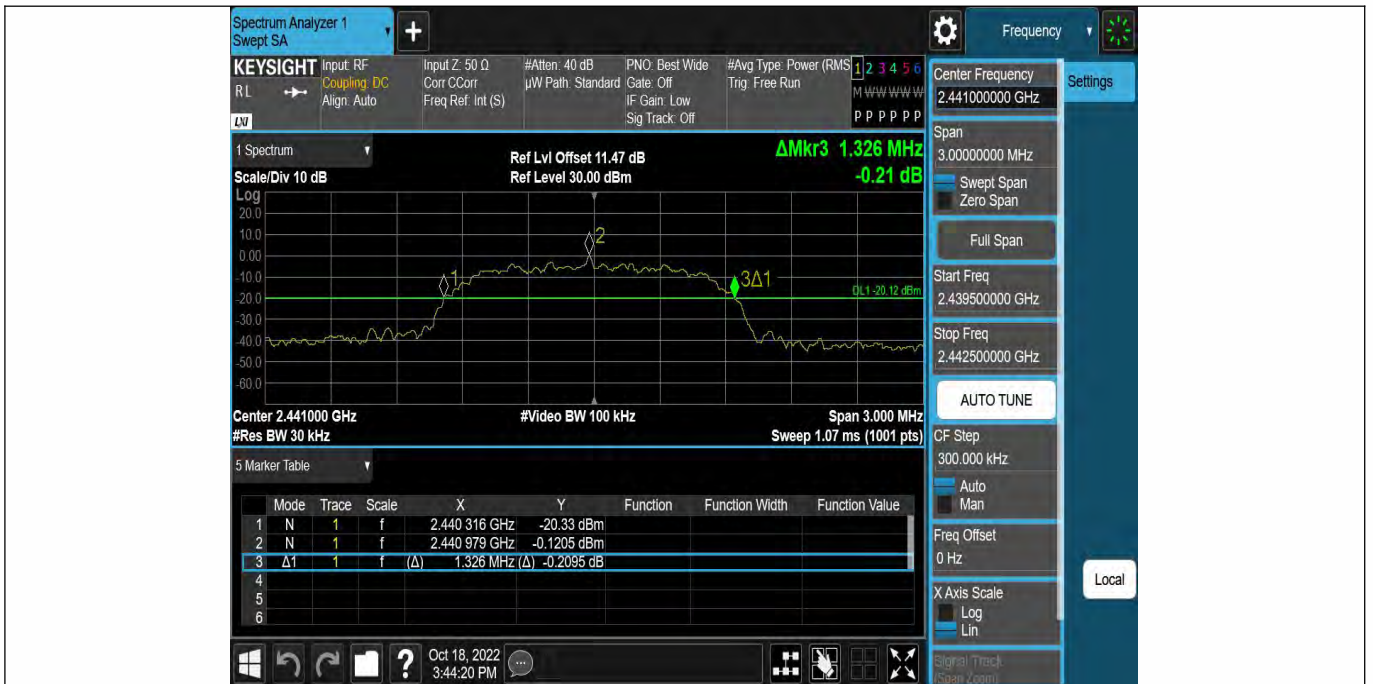 Spectrum Analyzer 1
Swept SA
+
Frequency
KEYSIGHT
RL
LXI
Input: RF
Coupling: DC
Align: Auto
Input Z: 50 Ω
Corr CCorr
Freq Ref: Int (S)
#Atten: 40 dB
µW Path: Standard
PNO: Best Wide
Gate: Off
IF Gain: Low
Sig Track: Off
#Avg Type: Power (RMS
Trig: Free Run
1 2 3 4 5 6
M W W W W W
P P P P P P
1 Spectrum
Scale/Div 10 dB
Ref Lvl Offset 11.47 dB
Ref Level 30.00 dBm
ΔMkr3 1.326 MHz
-0.21 dB
Log
20.0
10.0
0.00
-10.0
-20.0
-30.0
-40.0
-50.0
-60.0
1
2
3Δ1
DL1 -20.12 dBm
Center 2.441000 GHz
#Video BW 100 kHz
Span 3.000 MHz
#Res BW 30 kHz
Sweep 1.07 ms (1001 pts)
5 Marker Table
Mode Trace Scale X Y Function Function Width Function Value
1 N 1 f 2.440 316 GHz -20.33 dBm
2 N 1 f 2.440 979 GHz -0.1205 dBm
3 Δ1 1 f (Δ) 1.326 MHz (Δ) -0.2095 dB
4
5
6
?
Oct 18, 2022
3:44:20 PM
Center Frequency
2.441000000 GHz
Settings
Span
3.00000000 MHz
Swept Span
Zero Span
Full Span
Start Freq
2.439500000 GHz
Stop Freq
2.442500000 GHz
AUTO TUNE
CF Step
300.000 kHz
Auto
Man
Freq Offset
0 Hz
X Axis Scale
Log
Lin
Signal Track
(Span Zoom)
Local